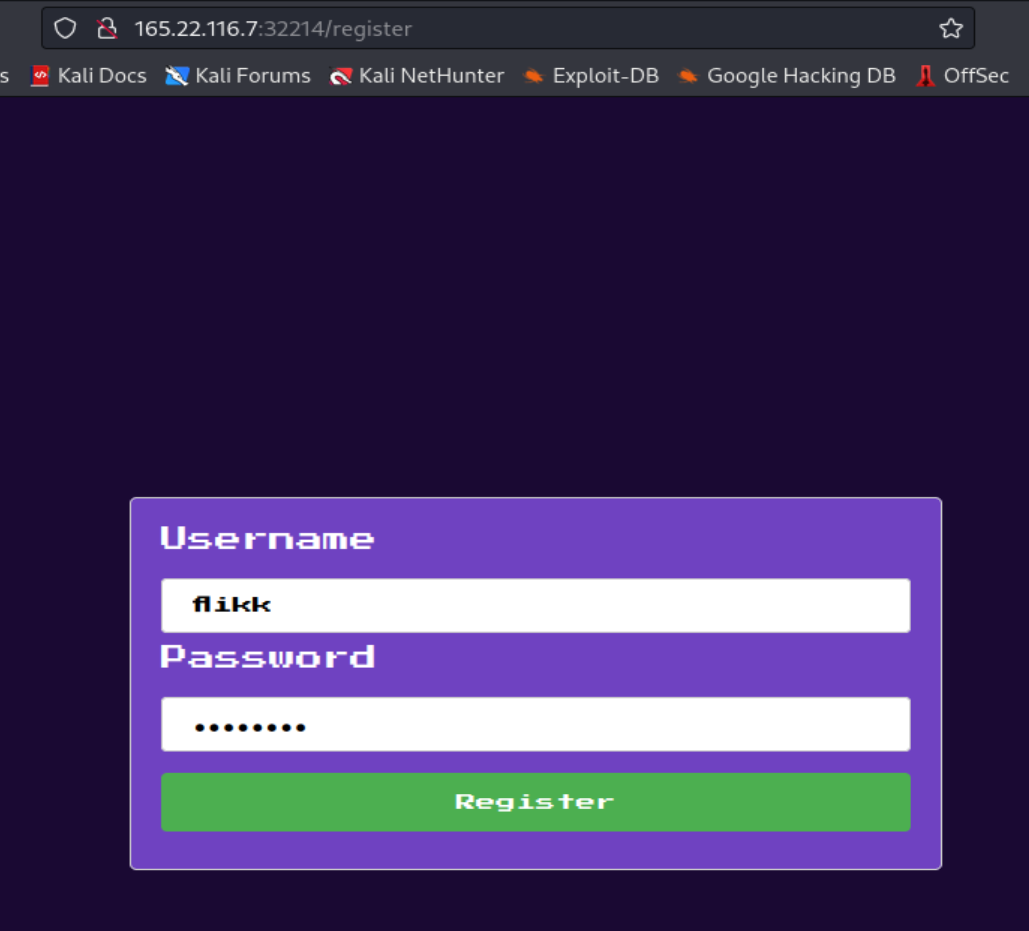 165.22.116.7:32214/register
s Kali Docs Kali Forums Kali NetHunter Exploit-DB Google Hacking DB OffSec
Username
flikk
Password
••••••••
Register